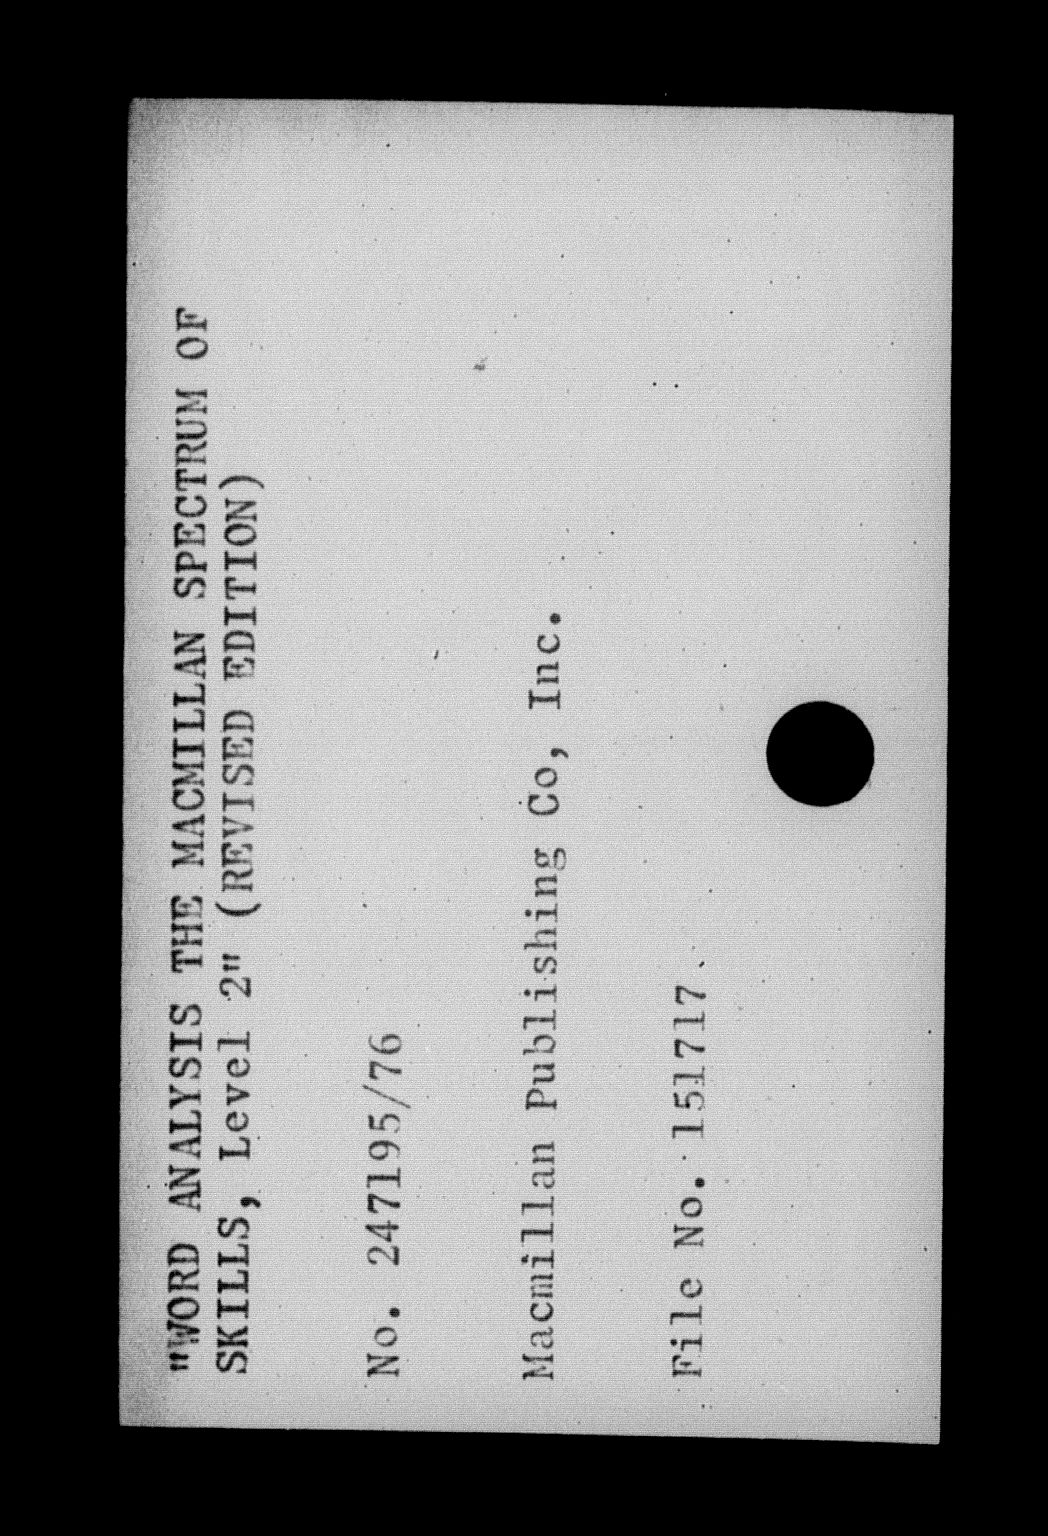 "WORD ANALYSIS THE MACMILLAN SPECTRUM OF
SKILLS, Level 2" (REVISED EDITION)
No. 247195/76
Macmillan Publishing Co, Inc.
File No. 151717